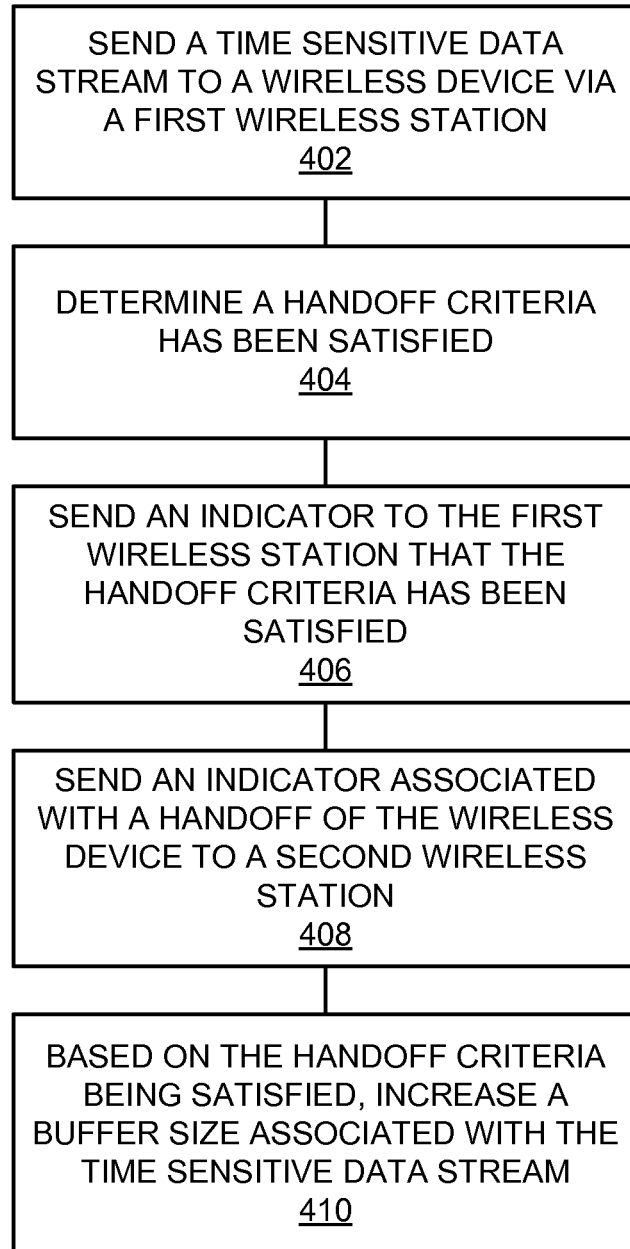 SEND A TIME SENSITIVE DATA
STREAM TO A WIRELESS DEVICE VIA
A FIRST WIRELESS STATION
402
DETERMINE A HANDOFF CRITERIA
HAS BEEN SATISFIED
404
SEND AN INDICATOR TO THE FIRST
WIRELESS STATION THAT THE
HANDOFF CRITERIA HAS BEEN
SATISFIED
406
SEND AN INDICATOR ASSOCIATED
WITH A HANDOFF OF THE WIRELESS
DEVICE TO A SECOND WIRELESS
STATION
408
BASED ON THE HANDOFF CRITERIA
BEING SATISFIED, INCREASE A
BUFFER SIZE ASSOCIATED WITH THE
TIME SENSITIVE DATA STREAM
410